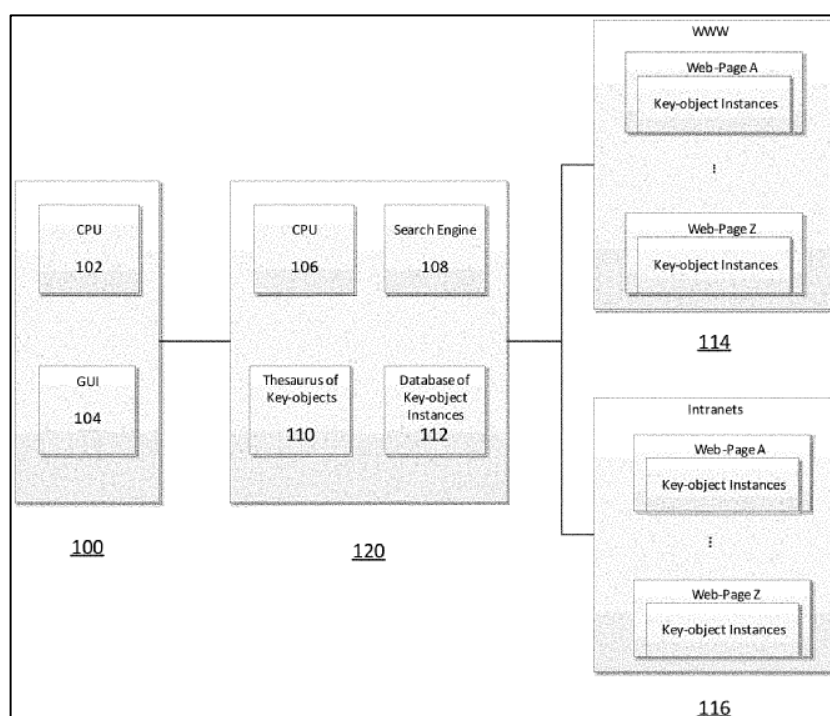 CPU
102
GUI
104
100
CPU
106
Search Engine
108
Thesaurus of
Key-objects
110
Database of
Key-object
Instances
112
120
WWW
Web-Page A
Key-object Instances
...
Web-Page Z
Key-object Instances
114
Intranets
Web-Page A
Key-object Instances
...
Web-Page Z
Key-object Instances
116